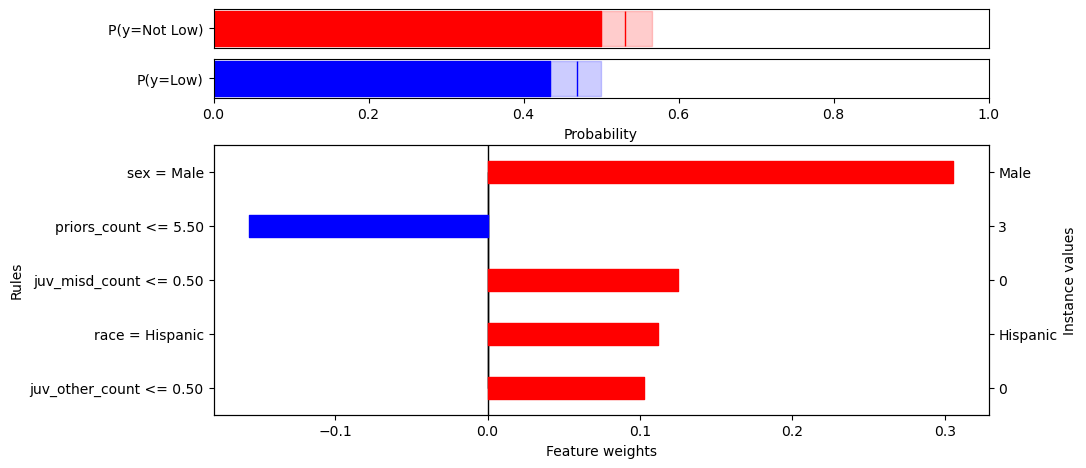 P(y=Not Low)
P(y=Low)
0.0 0.2 0.4 0.6 0.8 1.0
Probability
sex = Male Male
priors_count <= 5.50 3
juv_misd_count <= 0.50 0
race = Hispanic Hispanic
juv_other_count <= 0.50 0
Rules
Instance values
−0.1 0.0 0.1 0.2 0.3
Feature weights